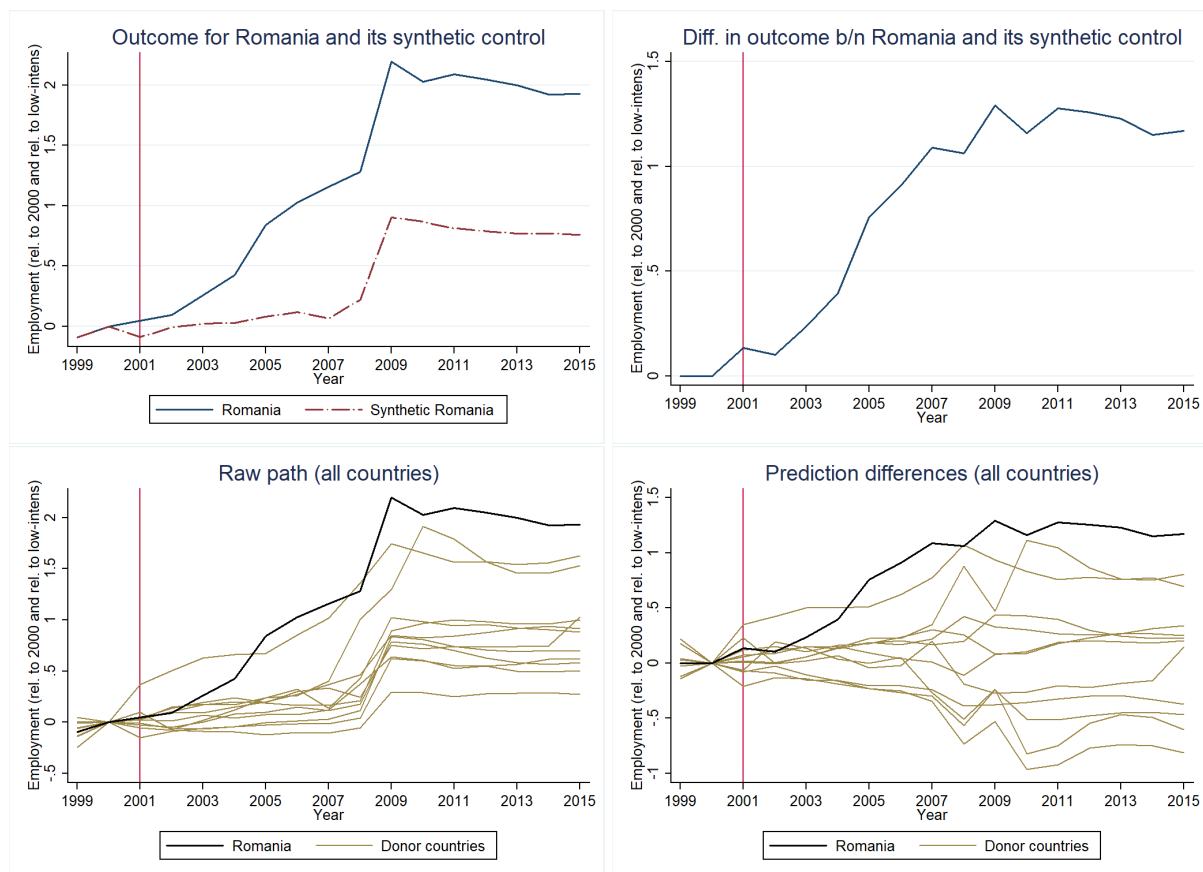 Outcome for Romania and its synthetic control
Employment (rel. to 2000 and rel. to low-intens)
2
1.5
1
.5
0
1999 2001 2003 2005 2007 2009 2011 2013 2015
Year
Romania Synthetic Romania
Diff. in outcome b/n Romania and its synthetic control
Employment (rel. to 2000 and rel. to low-intens)
1.5
1
.5
0
1999 2001 2003 2005 2007 2009 2011 2013 2015
Year
Raw path (all countries)
Employment (rel. to 2000 and rel. to low-intens)
2
1.5
1
.5
0
-.5
1999 2001 2003 2005 2007 2009 2011 2013 2015
Year
Romania Donor countries
Prediction differences (all countries)
Employment (rel. to 2000 and rel. to low-intens)
1.5
1
.5
0
-.5
-1
1999 2001 2003 2005 2007 2009 2011 2013 2015
Year
Romania Donor countries